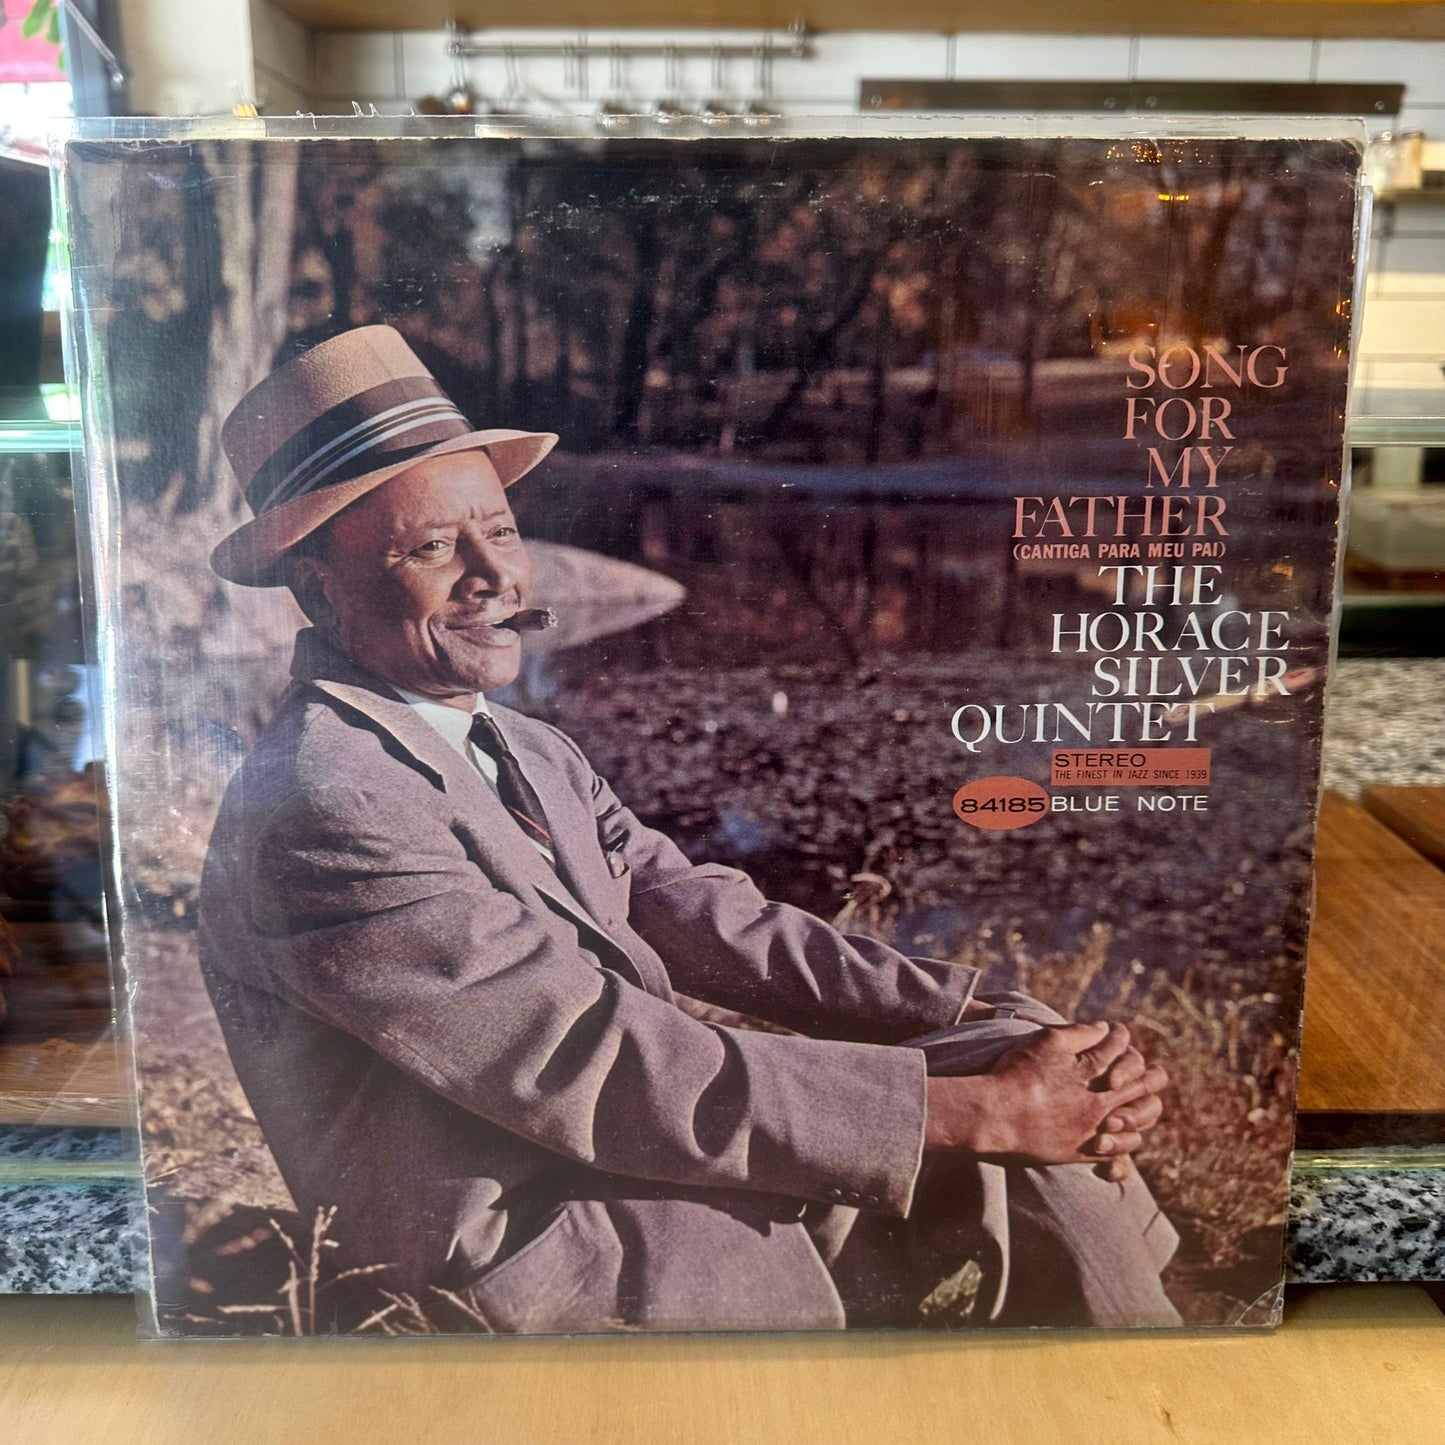 SONG
FOR
MY
FATHER
(CANTIGA PARA MEU PAI)
THE
HORACE
SILVER
QUINTET
STEREO
THE FINEST IN JAZZ SINCE 1939
84185 BLUE NOTE